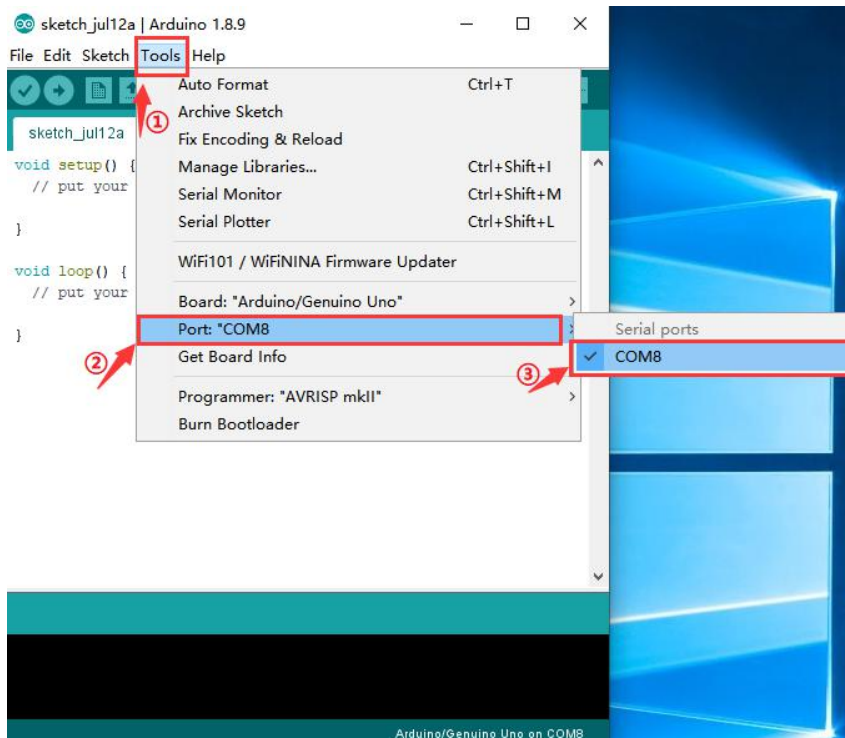 sketch_jul12a | Arduino 1.8.9
File Edit Sketch Tools Help
①
sketch_jul12a
void setup() {
// put your
}
void loop() {
// put your
}
Auto Format Ctrl+T
Archive Sketch
Fix Encoding & Reload
Manage Libraries... Ctrl+Shift+I
Serial Monitor Ctrl+Shift+M
Serial Plotter Ctrl+Shift+L
WiFi101 / WiFiNINA Firmware Updater
Board: "Arduino/Genuino Uno"
Port: "COM8
②
Get Board Info
Programmer: "AVRISP mkII"
Burn Bootloader
Serial ports
③
COM8
Arduino/Genuino Uno on COM8